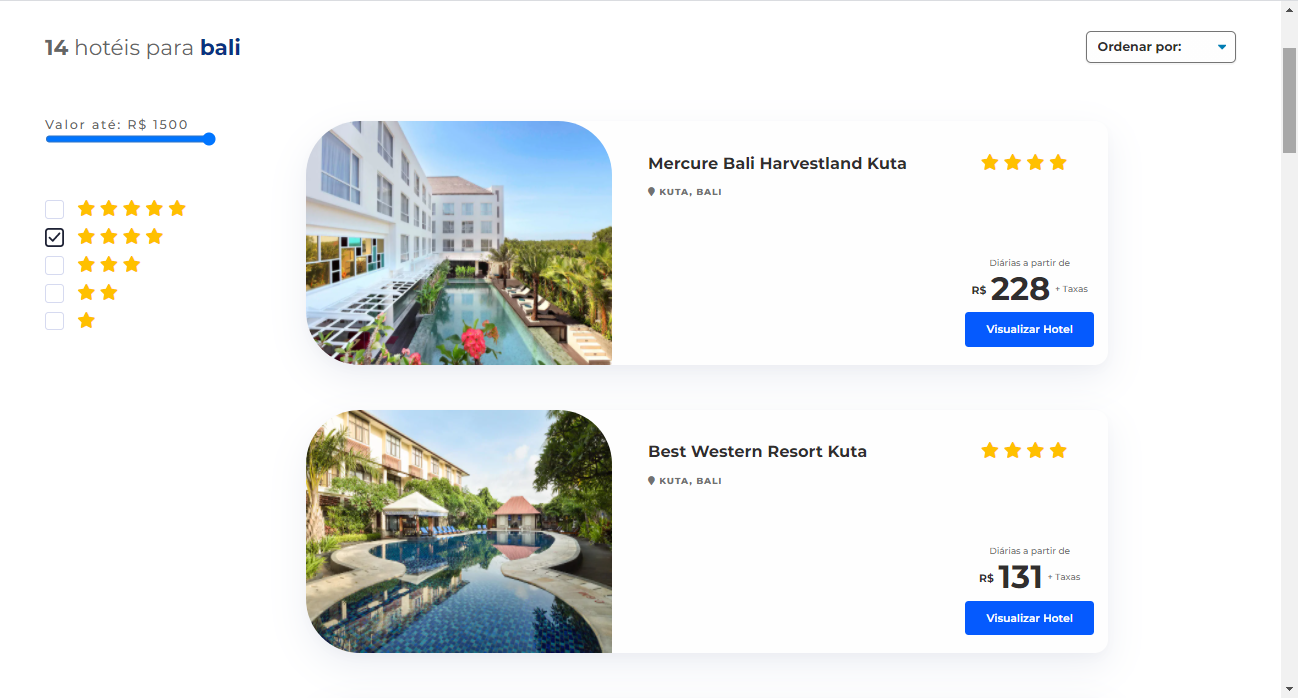 14 hotéis para bali
Ordenar por:
Valor até: R$ 1500
Mercure Bali Harvestland Kuta
KUTA, BALI
Diárias a partir de
R$ 228 + Taxas
Visualizar Hotel
Best Western Resort Kuta
KUTA, BALI
Diárias a partir de
R$ 131 + Taxas
Visualizar Hotel